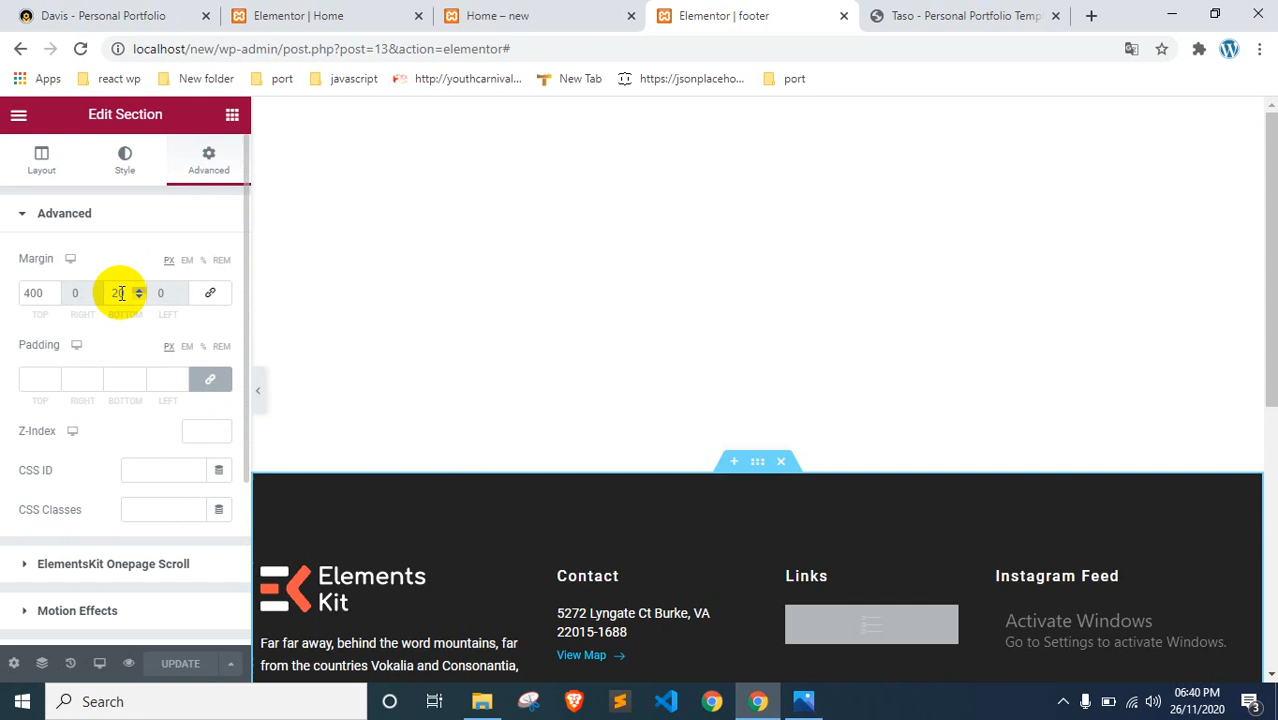 Davis - Personal Portfolio
Elementor | Home
Home – new
Elementor | footer
Taso - Personal Portfolio Temp
localhost/new/wp-admin/post.php?post=13&action=elementor#
Apps
react wp
New folder
port
javascript
http://youthcarnival...
New Tab
https://jsonplaceho...
port
Edit Section
Layout
Style
Advanced
Advanced
Margin
PX EM % REM
400 0 20 0
TOP RIGHT BOTTOM LEFT
Padding
PX EM % REM
TOP RIGHT BOTTOM LEFT
Z-Index
CSS ID
CSS Classes
ElementsKit Onepage Scroll
Motion Effects
UPDATE
Elements
Kit
Far far away, behind the word mountains, far
from the countries Vokalia and Consonantia,
Contact
5272 Lyngate Ct Burke, VA
22015-1688
View Map
Links
Instagram Feed
Activate Windows
Go to Settings to activate Windows.
Search
06:40 PM
26/11/2020
3